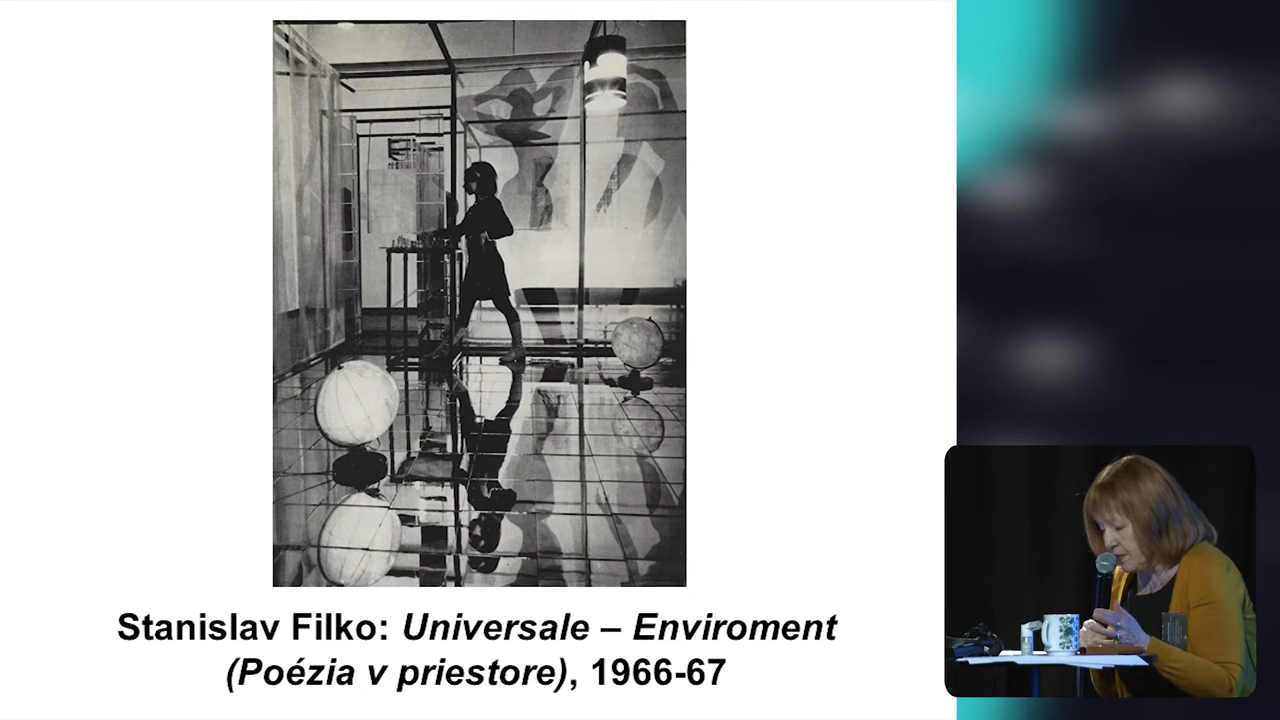 Stanislav Filko: Universale – Enviroment
(Poézia v priestore), 1966-67